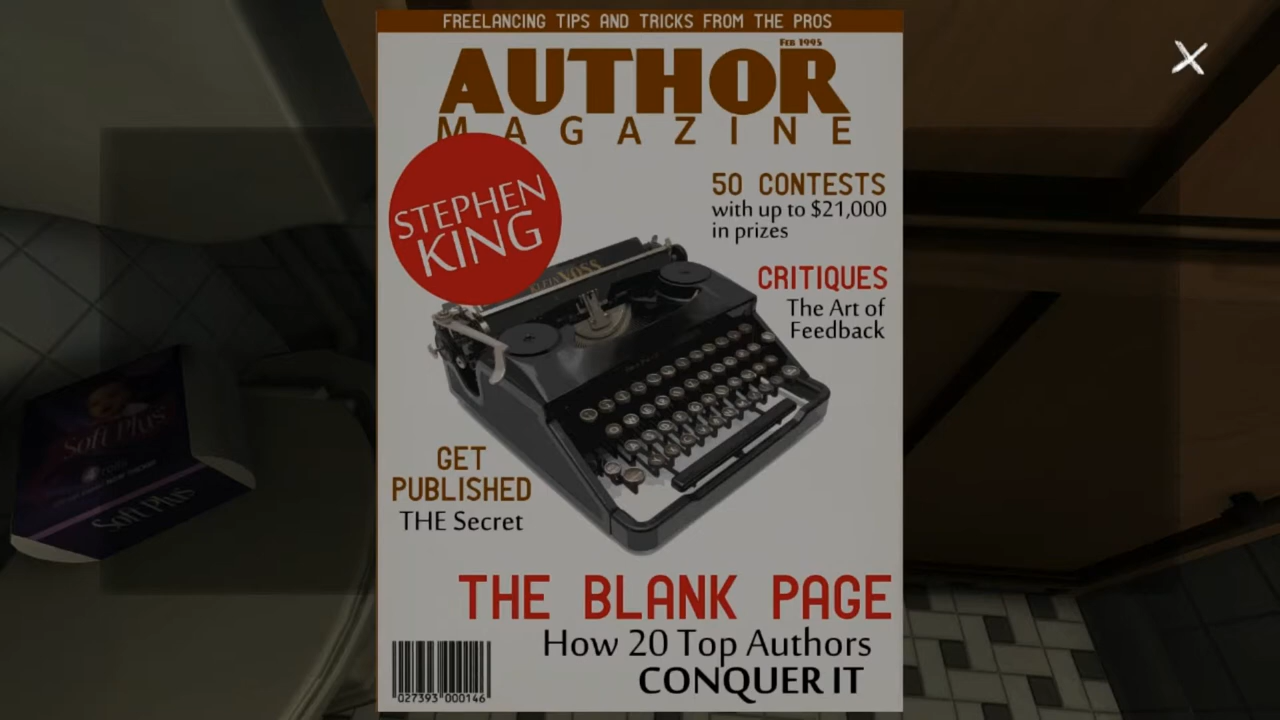 FREELANCING TIPS AND TRICKS FROM THE PROS
FEB 1995
AUTHOR
MAGAZINE
STEPHEN
KING
50 CONTESTS
with up to $21,000
in prizes
CRITIQUES
The Art of
Feedback
VOSS
GET
PUBLISHED
THE Secret
THE BLANK PAGE
How 20 Top Authors
CONQUER IT
027393 000146
Soft Plus
Soft Plus